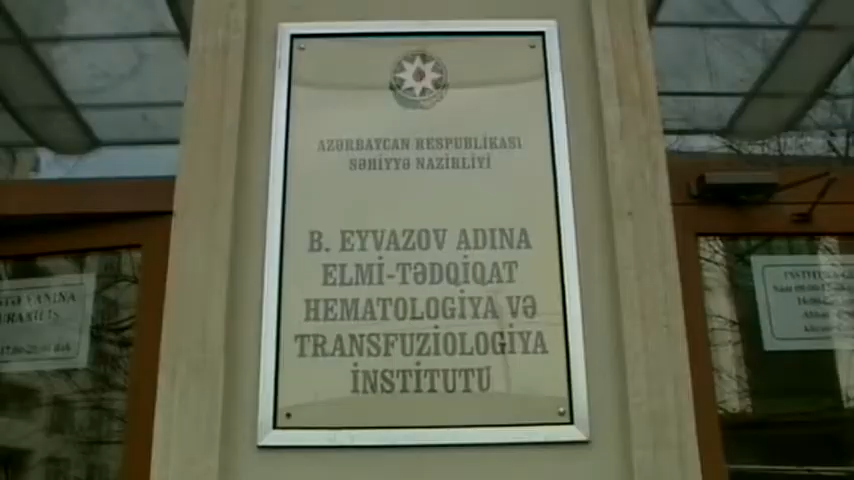 AZƏRBAYCAN RESPUBLİKASI
SƏHİYYƏ NAZİRLİYİ
B. EYVAZOV ADINA
ELMİ-TƏDQİQAT
HEMATOLOGİYA VƏ
TRANSFUZİOLOGİYA
İNSTİTUTU